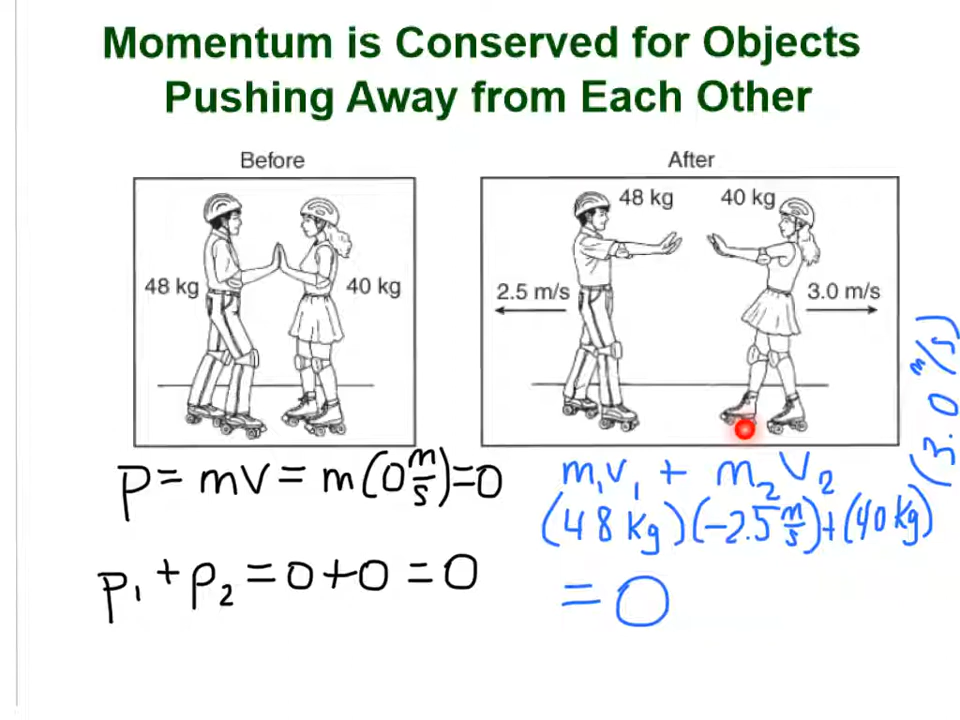 Momentum is Conserved for Objects
Pushing Away from Each Other
Before
48 kg
40 kg
After
48 kg
40 kg
2.5 m/s
3.0 m/s
p = mv = m(0 m/s) = 0
p₁ + p₂ = 0 + 0 = 0
m₁v₁ + m₂v₂
(48 kg)(-2.5 m/s) + (40 kg)
(3.0 m/s)
= 0